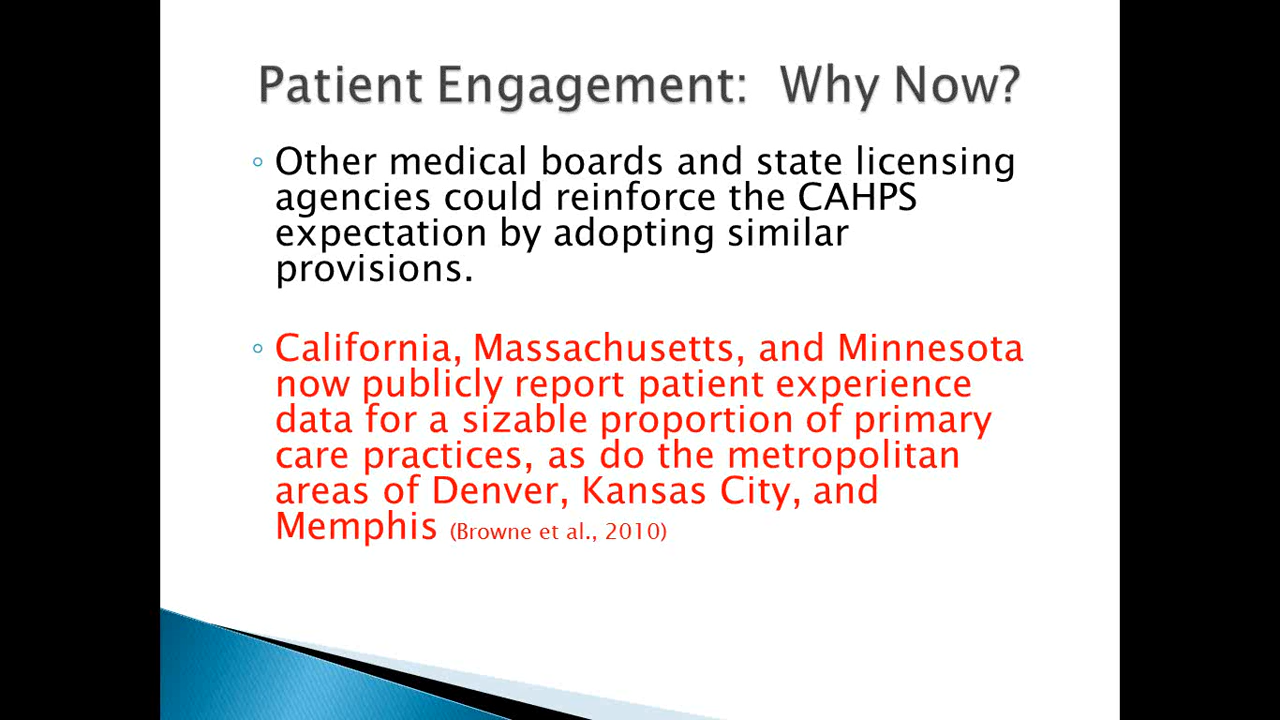 Patient Engagement: Why Now?
◦ Other medical boards and state licensing
agencies could reinforce the CAHPS
expectation by adopting similar
provisions.
◦ California, Massachusetts, and Minnesota
now publicly report patient experience
data for a sizable proportion of primary
care practices, as do the metropolitan
areas of Denver, Kansas City, and
Memphis (Browne et al., 2010)